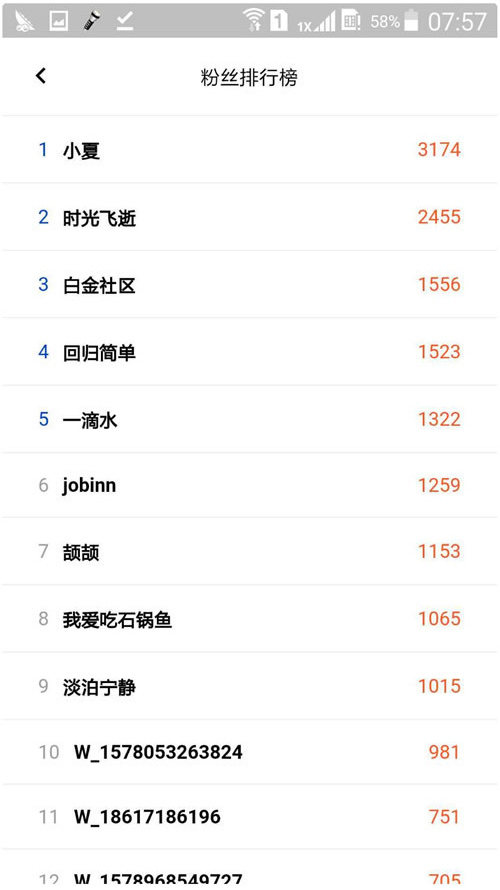 1X 58% 07:57
粉丝排行榜
1 小夏 3174
2 时光飞逝 2455
3 白金社区 1556
4 回归简单 1523
5 一滴水 1322
6 jobinn 1259
7 颉颉 1153
8 我爱吃石锅鱼 1065
9 淡泊宁静 1015
10 W_1578053263824 981
11 W_18617186196 751
12 W_1578968549727 705